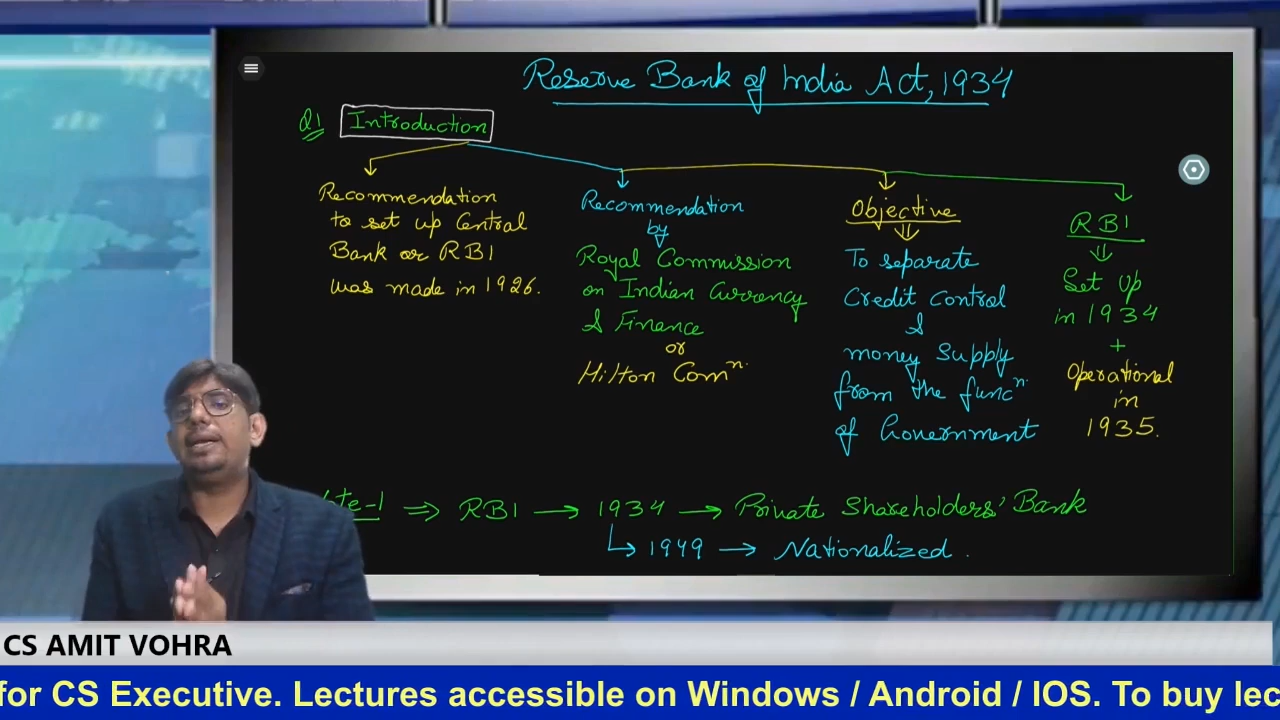 Reserve Bank of India Act, 1934
Q1 Introduction
Recommendation
to set up Central
Bank or RBI
was made in 1926.
Recommendation
by
Royal Commission
on Indian Currency
& Finance
or
Hilton Comⁿ.
Objective
To separate
Credit Control
&
money Supply
from the funcⁿ.
of Government
RBI
Set Up
in 1934
+
Operational
in
1935.
ote-1 ⇒ RBI → 1934 → Private Shareholders' Bank
↳ 1949 → Nationalized.
CS AMIT VOHRA
for CS Executive. Lectures accessible on Windows / Android / IOS. To buy lec